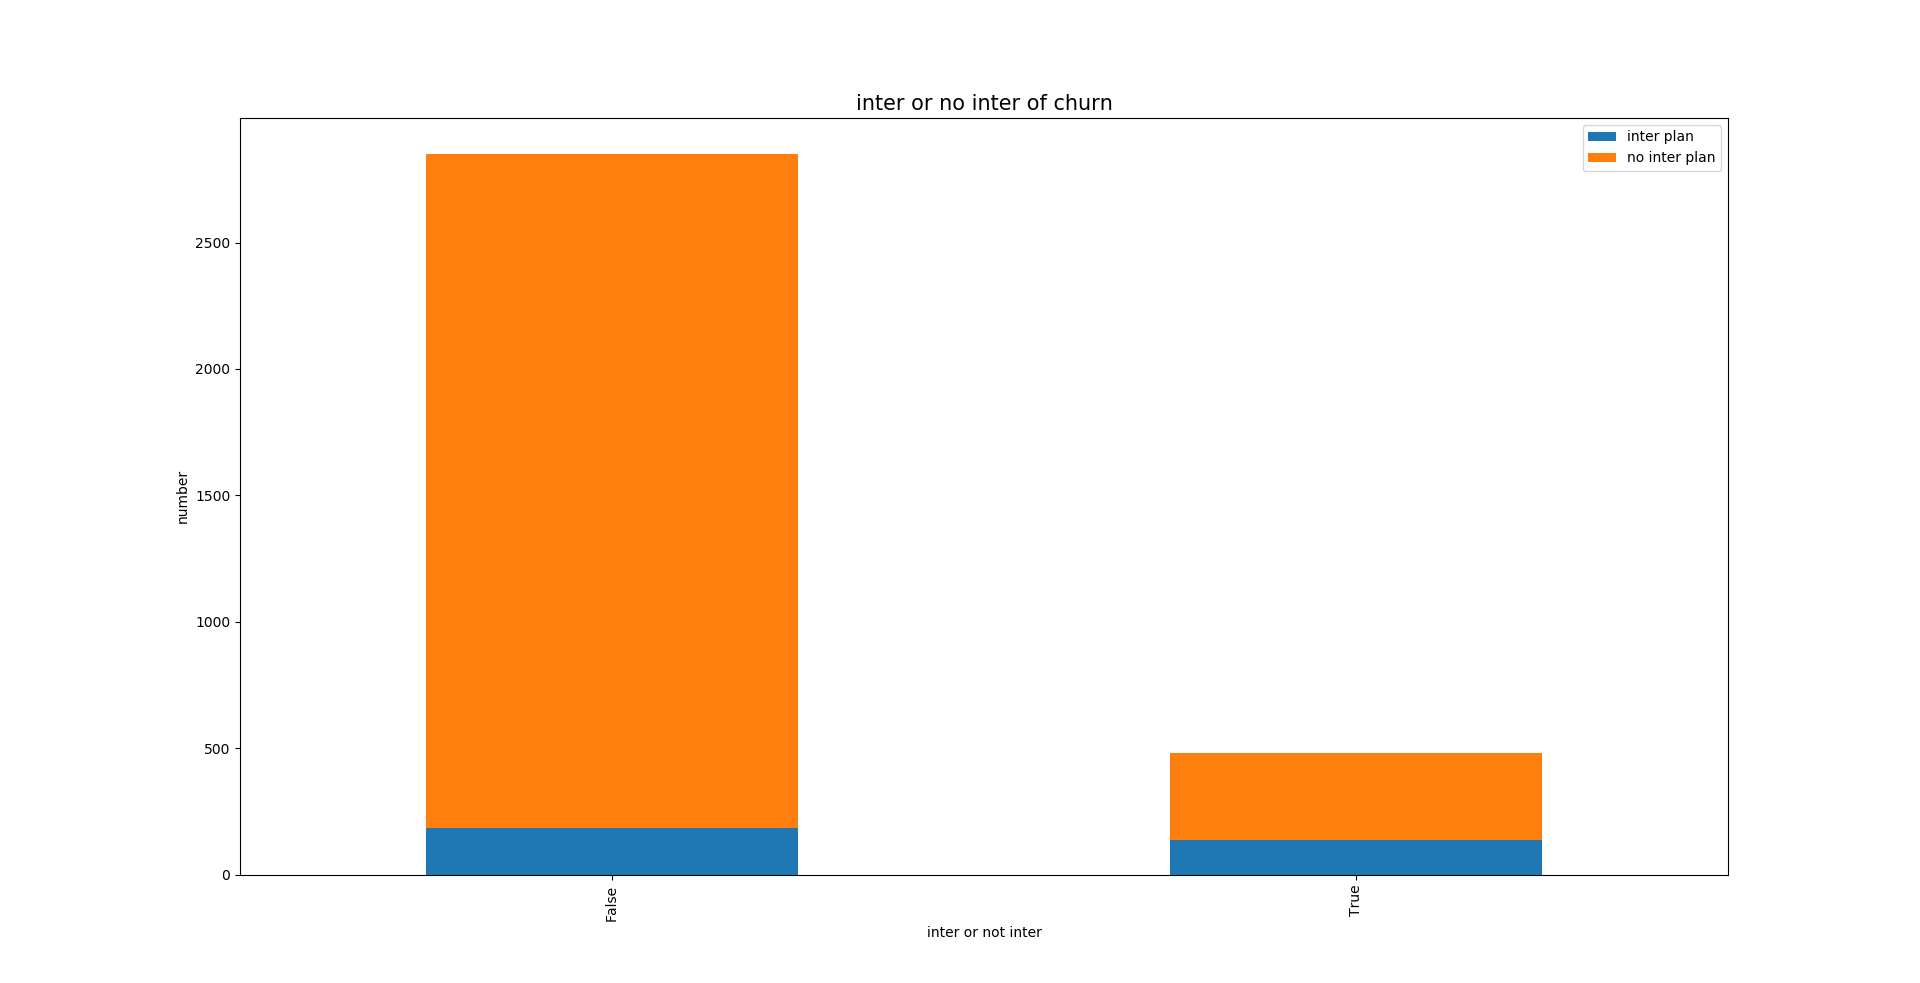 inter or no inter of churn
inter plan
no inter plan
2500
2000
1500
1000
500
0
number
False
True
inter or not inter